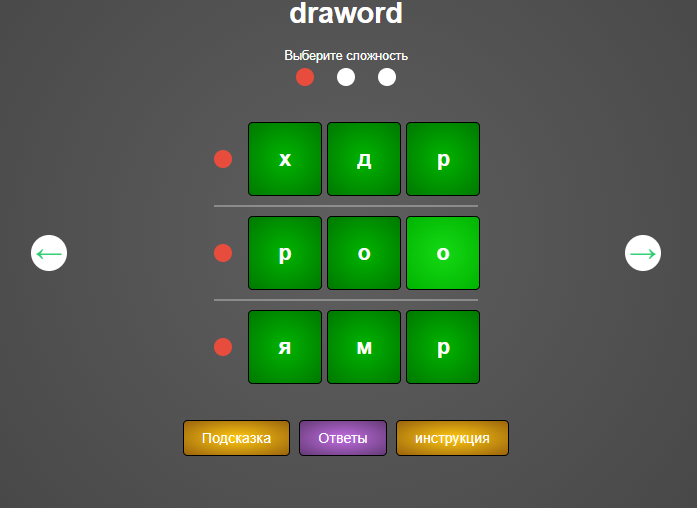 draword
Выберите сложность
х д р
← р о о →
я м р
Подсказка Ответы инструкция